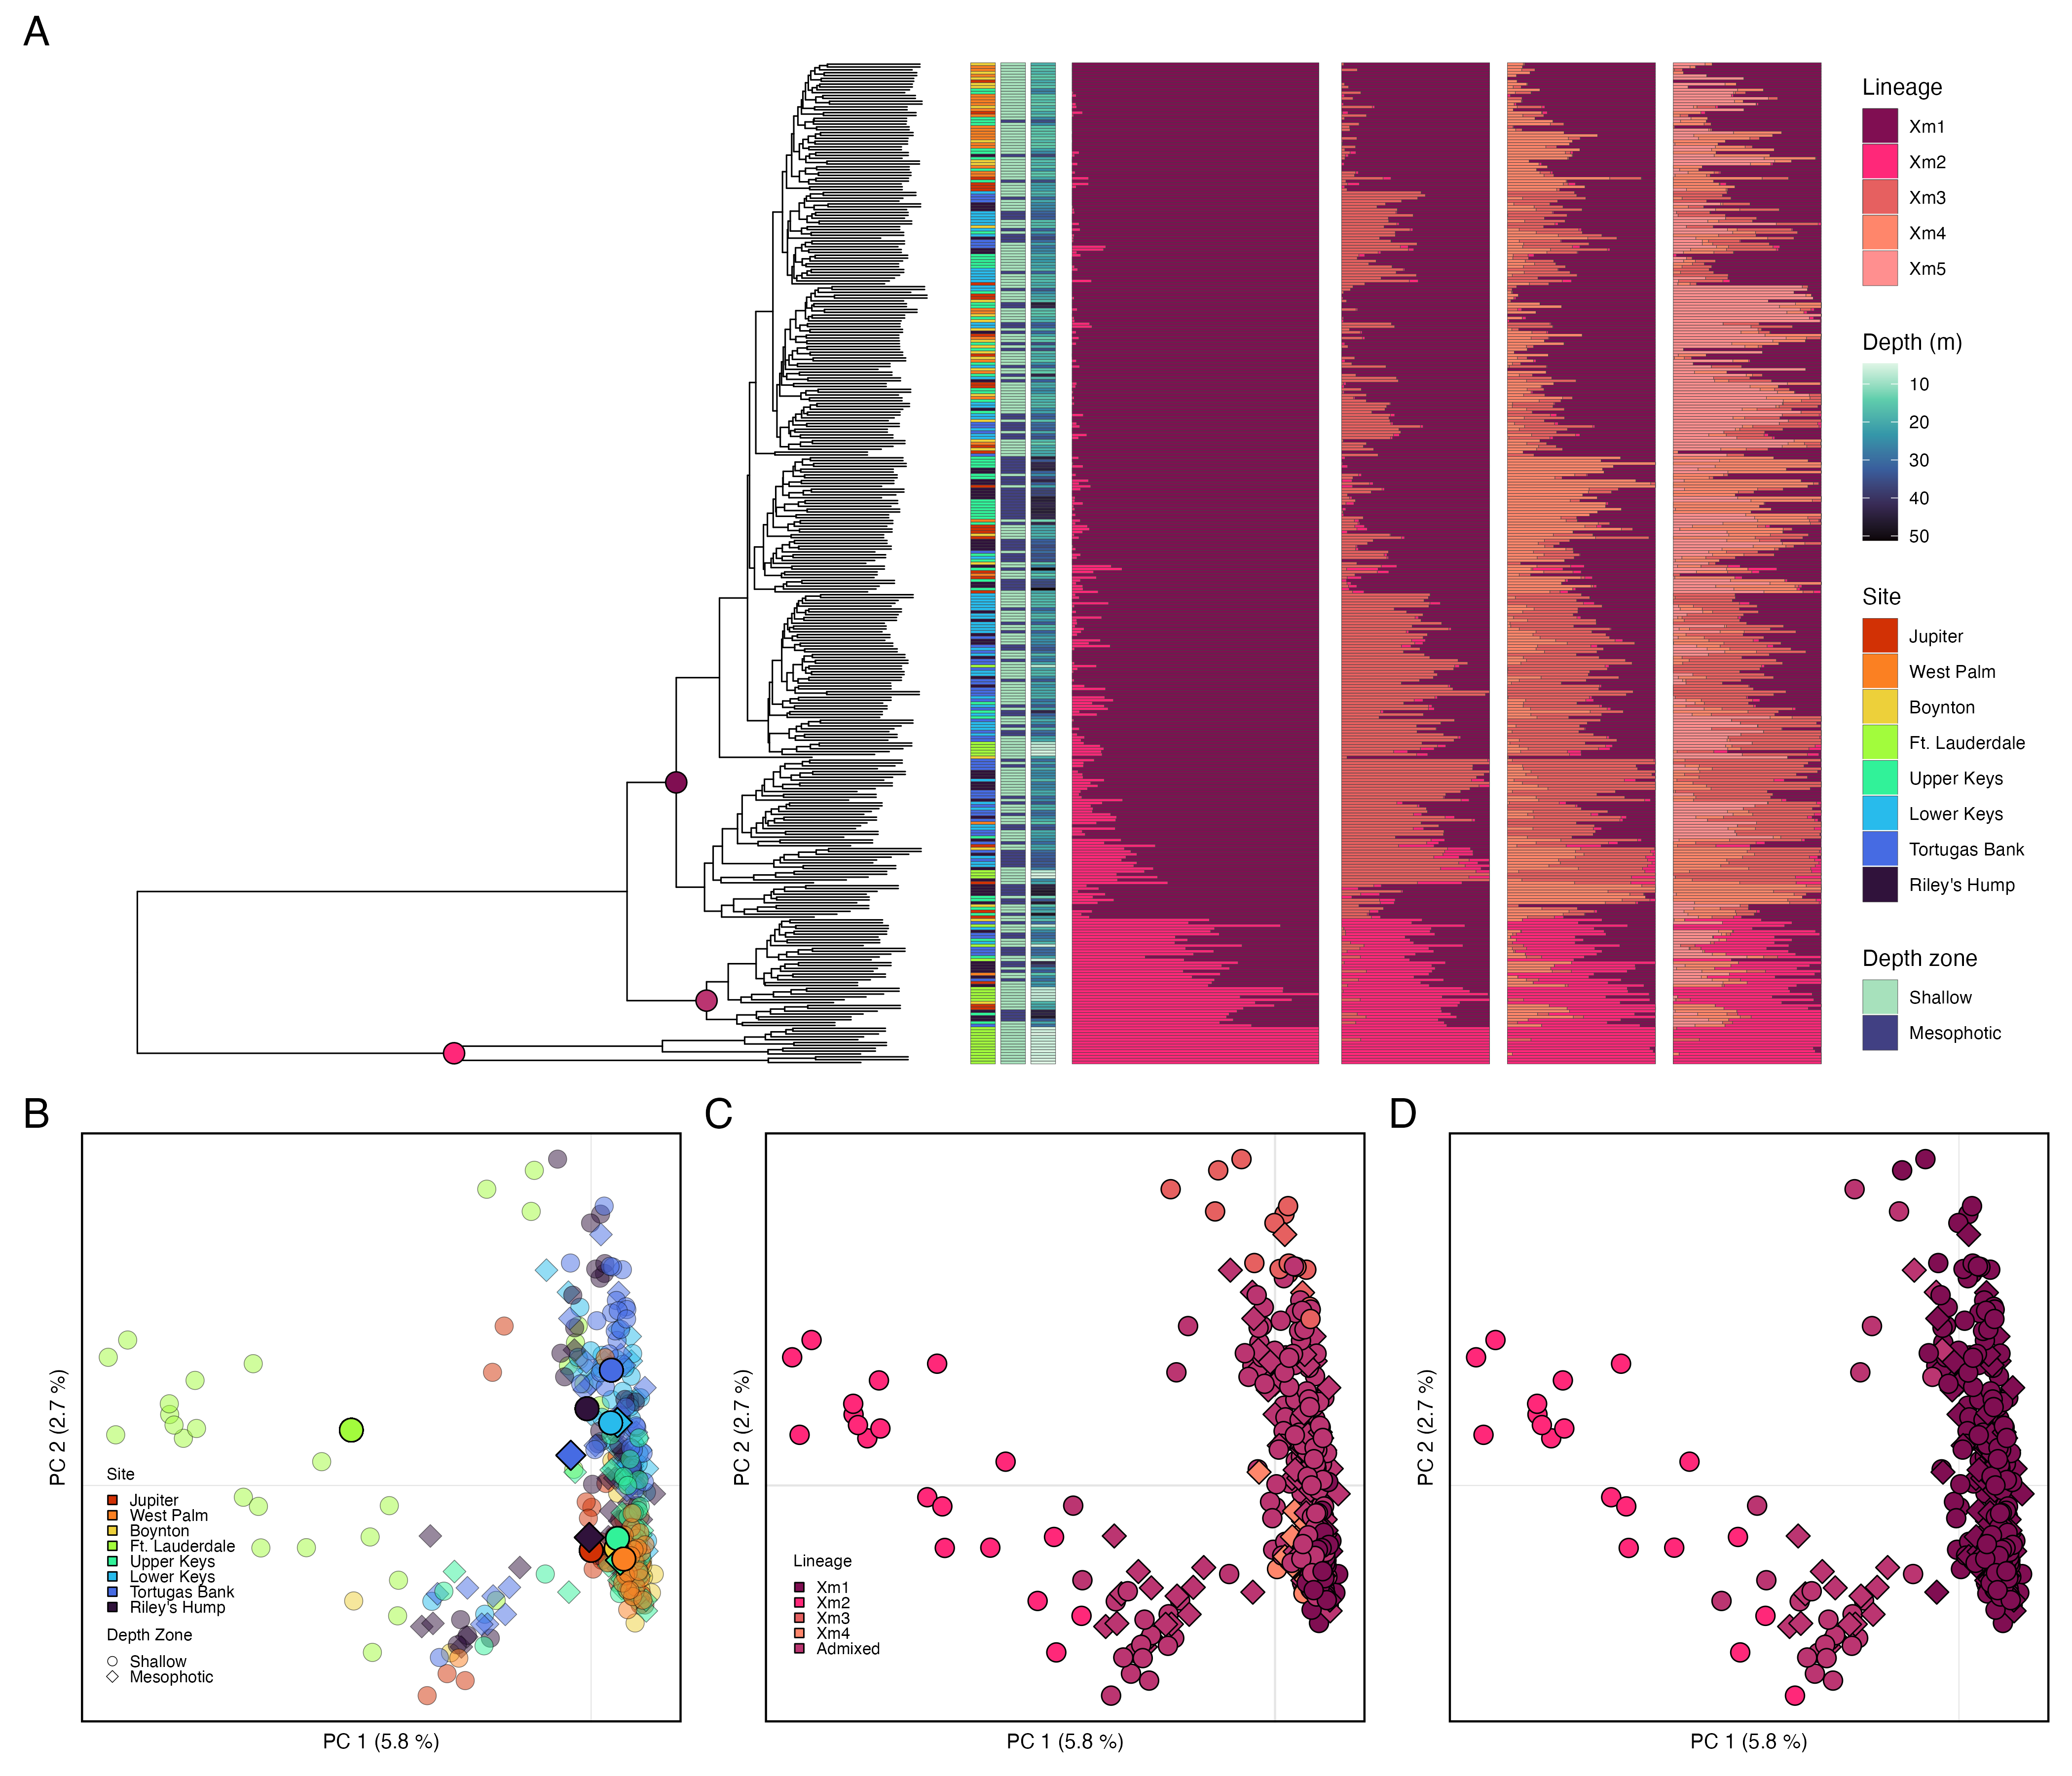 A
Lineage
Xm1
Xm2
Xm3
Xm4
Xm5
Depth (m)
10
20
30
40
50
Site
Jupiter
West Palm
Boynton
Ft. Lauderdale
Upper Keys
Lower Keys
Tortugas Bank
Riley's Hump
Depth zone
Shallow
Mesophotic
B
PC 2 (2.7 %)
Site
Jupiter
West Palm
Boynton
Ft. Lauderdale
Upper Keys
Lower Keys
Tortugas Bank
Riley's Hump
Depth Zone
Shallow
Mesophotic
PC 1 (5.8 %)
C
PC 2 (2.7 %)
Lineage
Xm1
Xm2
Xm3
Xm4
Admixed
PC 1 (5.8 %)
D
PC 2 (2.7 %)
PC 1 (5.8 %)